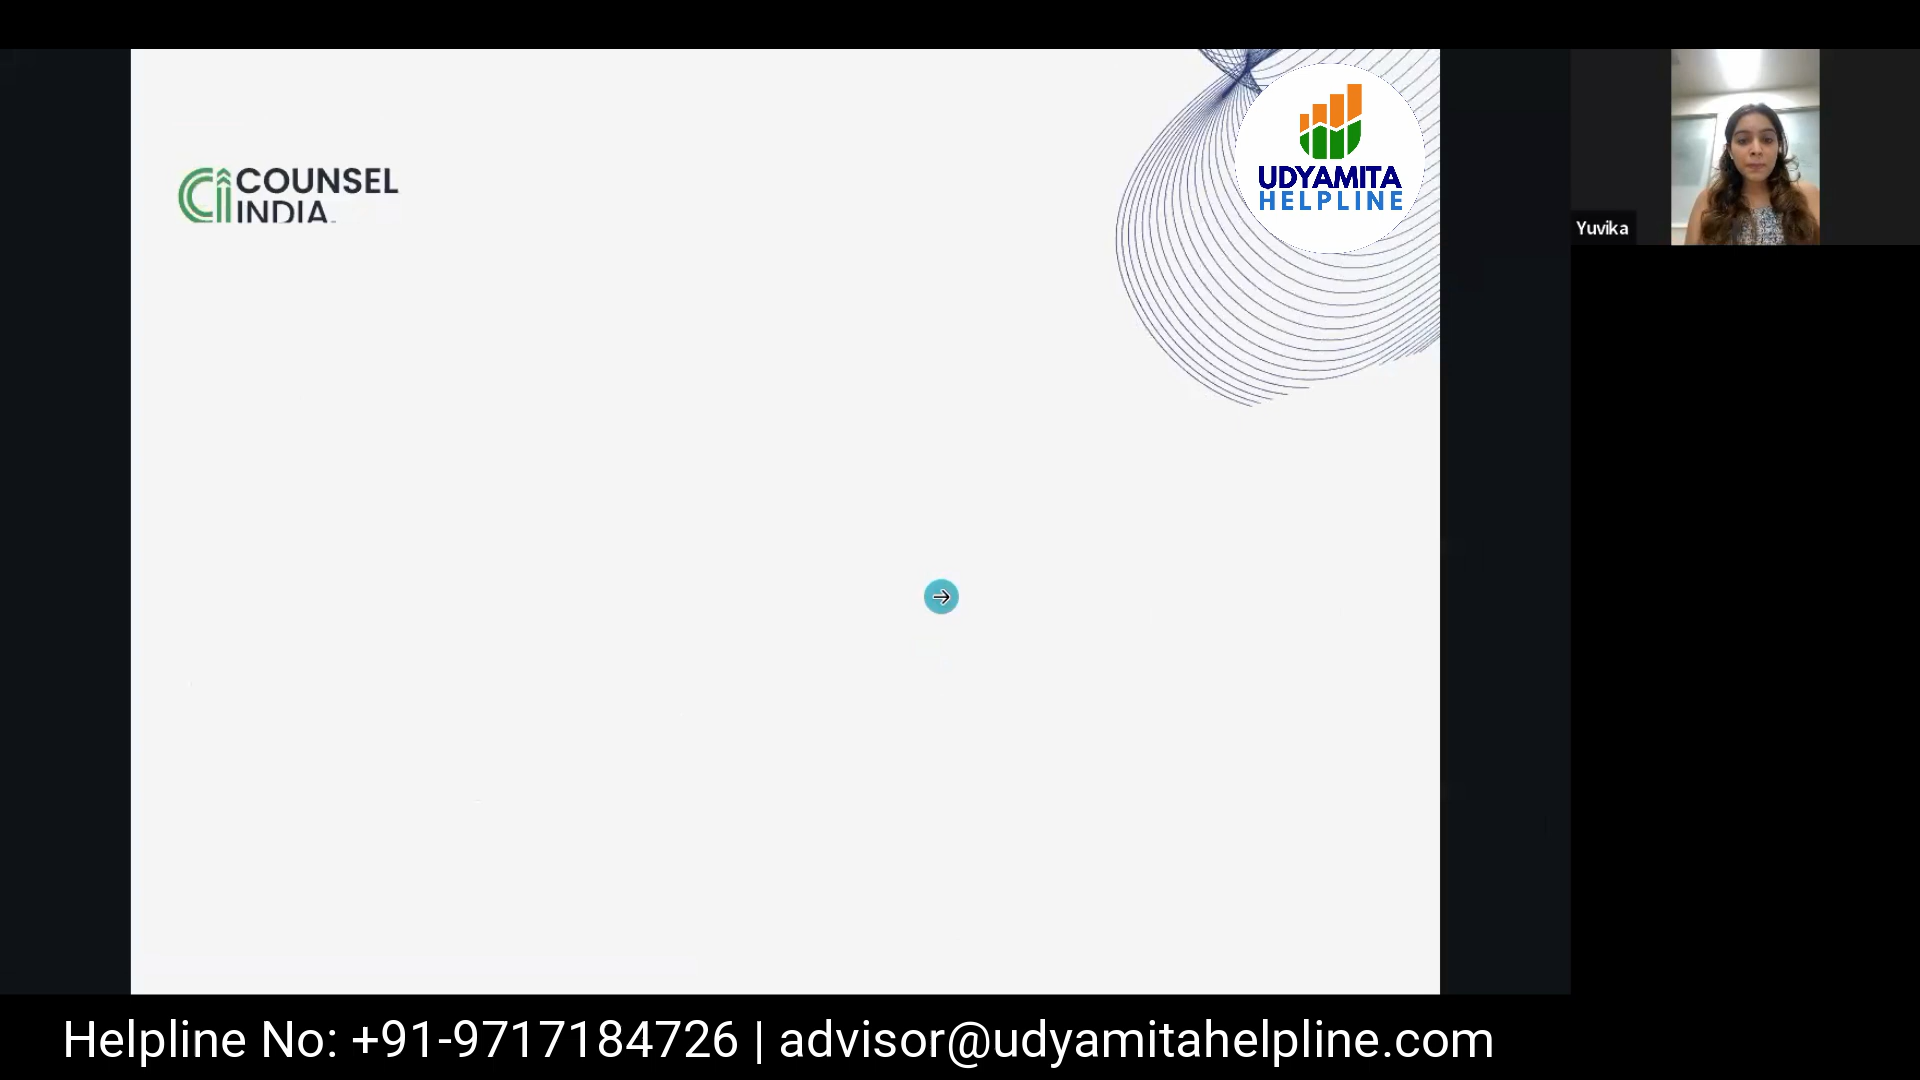 COUNSEL
INDIA
UDYAMITA
HELPLINE
Yuvika
Helpline No: +91-9717184726 | advisor@udyamitahelpline.com